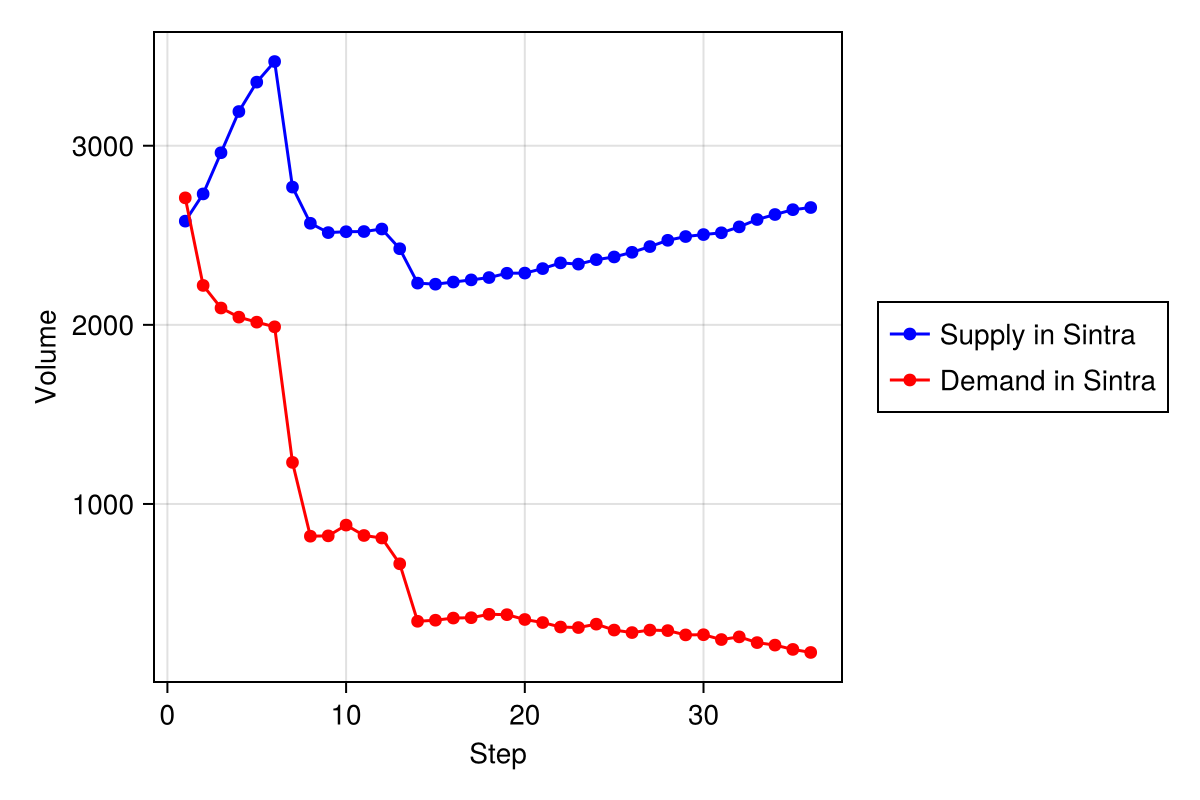 3000
2000
1000
Volume
0 10 20 30
Step
Supply in Sintra
Demand in Sintra